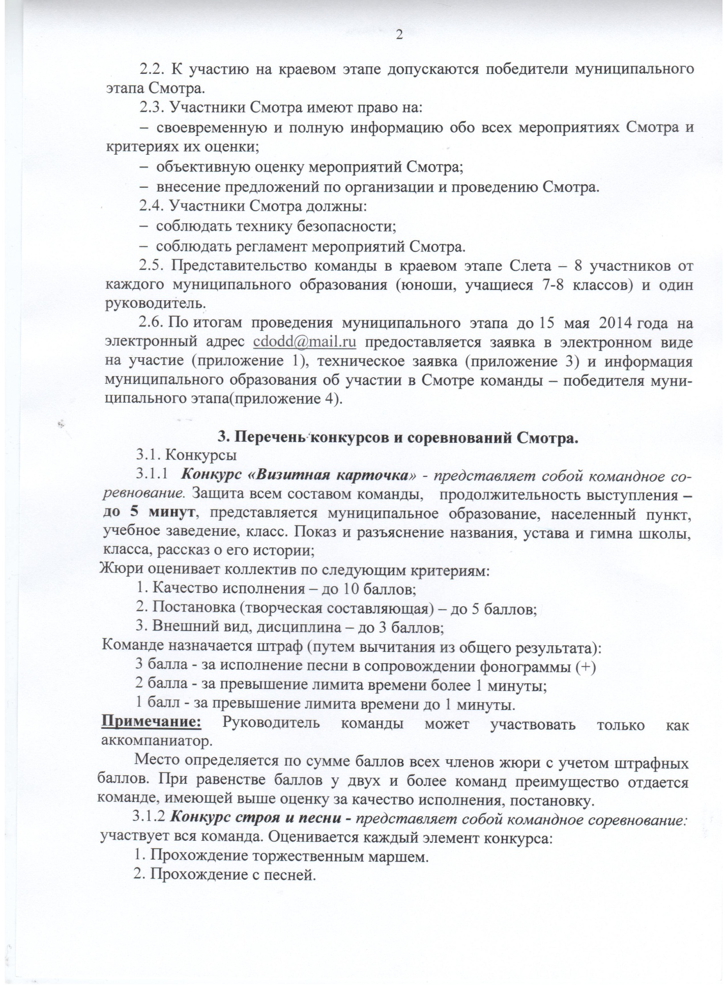 2
2.2. К участию на краевом этапе допускаются победители муниципального
этапа Смотра.
2.3. Участники Смотра имеют право на:
– своевременную и полную информацию обо всех мероприятиях Смотра и
критериях их оценки;
– объективную оценку мероприятий Смотра;
– внесение предложений по организации и проведению Смотра.
2.4. Участники Смотра должны:
– соблюдать технику безопасности;
– соблюдать регламент мероприятий Смотра.
2.5. Представительство команды в краевом этапе Слета – 8 участников от
каждого муниципального образования (юноши, учащиеся 7-8 классов) и один
руководитель.
2.6. По итогам проведения муниципального этапа до 15 мая 2014 года на
электронный адрес cdodd@mail.ru предоставляется заявка в электронном виде
на участие (приложение 1), техническое заявка (приложение 3) и информация
муниципального образования об участии в Смотре команды – победителя муни-
ципального этапа(приложение 4).
3. Перечень конкурсов и соревнований Смотра.
3.1. Конкурсы
3.1.1 Конкурс «Визитная карточка» - представляет собой командное со-
ревнование. Защита всем составом команды, продолжительность выступления –
до 5 минут, представляется муниципальное образование, населенный пункт,
учебное заведение, класс. Показ и разъяснение названия, устава и гимна школы,
класса, рассказ о его истории;
Жюри оценивает коллектив по следующим критериям:
1. Качество исполнения – до 10 баллов;
2. Постановка (творческая составляющая) – до 5 баллов;
3. Внешний вид, дисциплина – до 3 баллов;
Команде назначается штраф (путем вычитания из общего результата):
3 балла - за исполнение песни в сопровождении фонограммы (+)
2 балла - за превышение лимита времени более 1 минуты;
1 балл - за превышение лимита времени до 1 минуты.
Примечание: Руководитель команды может участвовать только как
аккомпаниатор.
Место определяется по сумме баллов всех членов жюри с учетом штрафных
баллов. При равенстве баллов у двух и более команд преимущество отдается
команде, имеющей выше оценку за качество исполнения, постановку.
3.1.2 Конкурс строя и песни - представляет собой командное соревнование:
участвует вся команда. Оценивается каждый элемент конкурса:
1. Прохождение торжественным маршем.
2. Прохождение с песней.